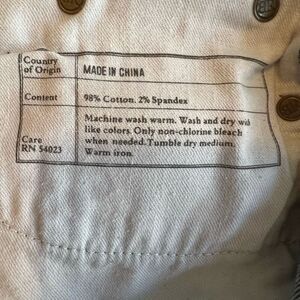 Country
of Origin
MADE IN CHINA
Content
98% Cotton. 2% Spandex
Care
RN 54023
Machine wash warm. Wash and dry with
like colors. Only non-chlorine bleach
when needed. Tumble dry medium.
Warm iron.